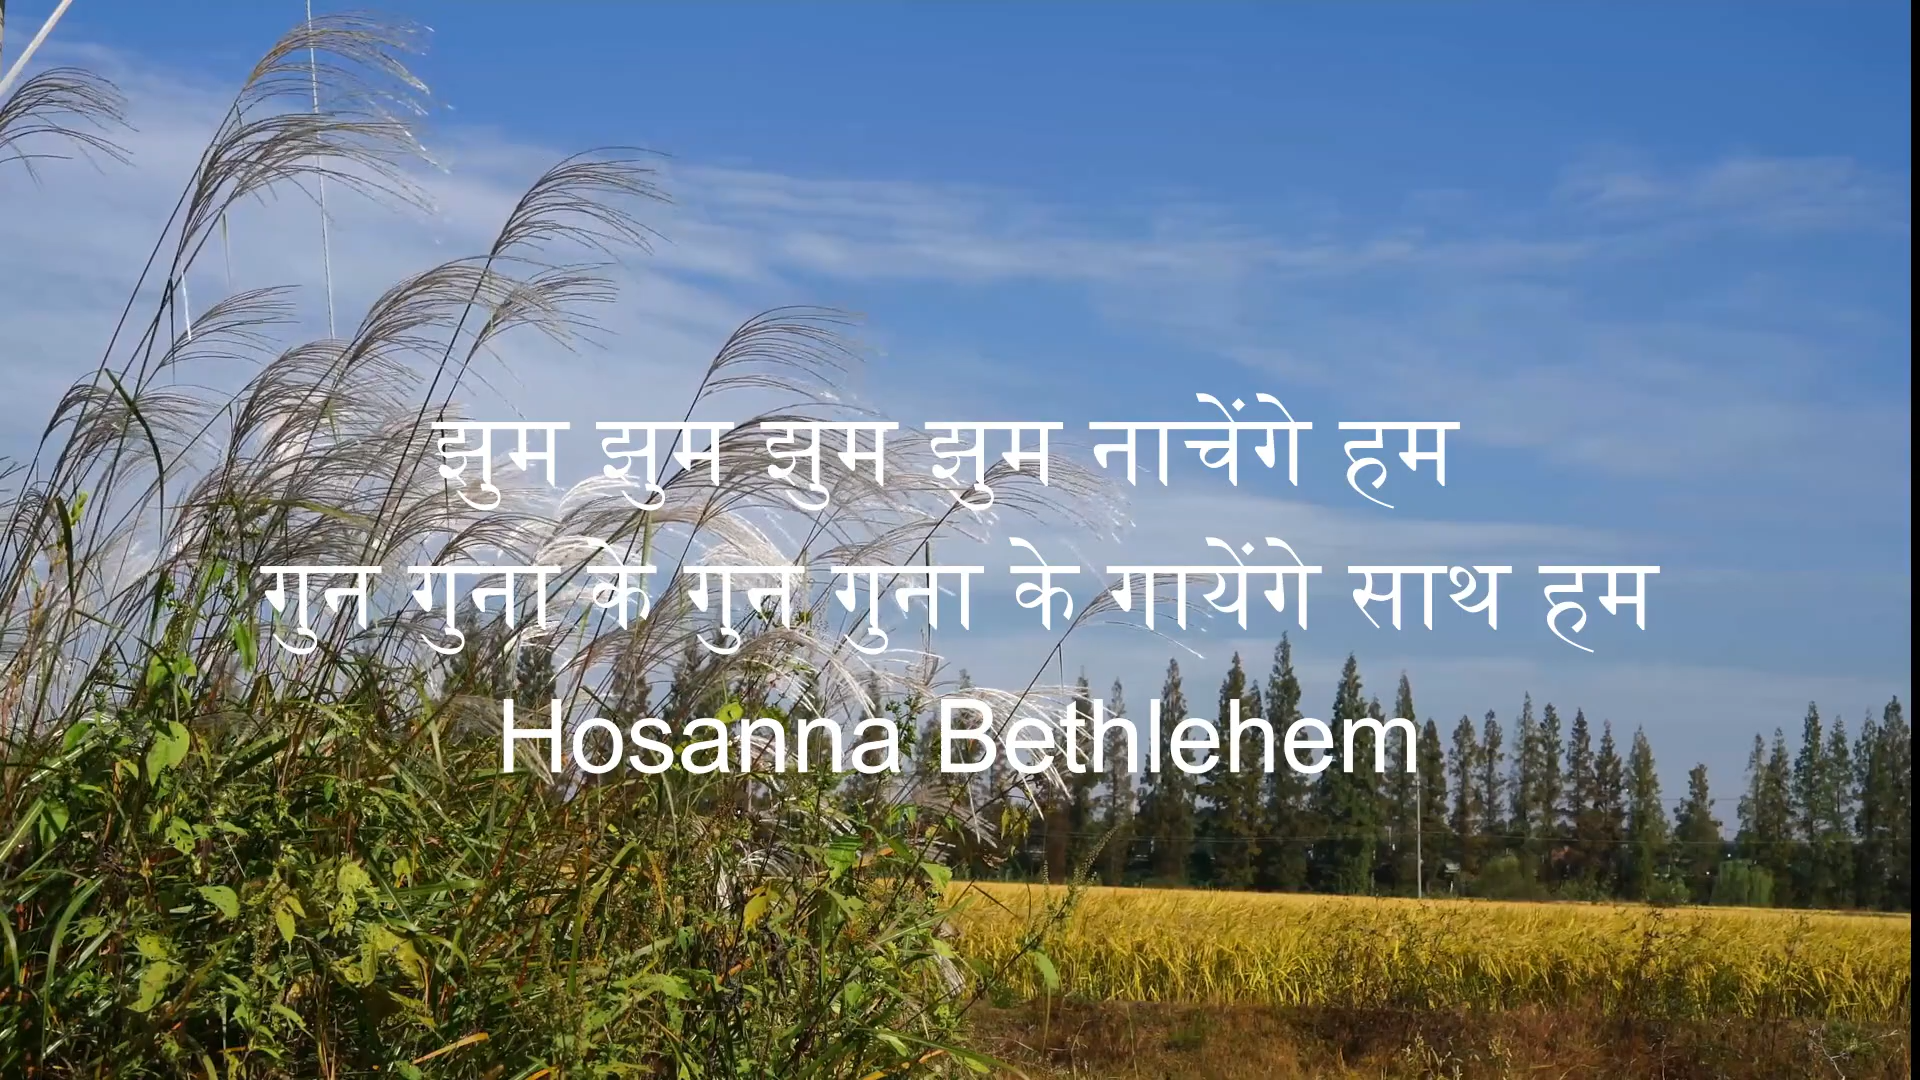 झुम झुम झुम झुम नाचेंगे हम
गुन गुना के गुन गुना के गायेंगे साथ हम
Hosanna Bethlehem